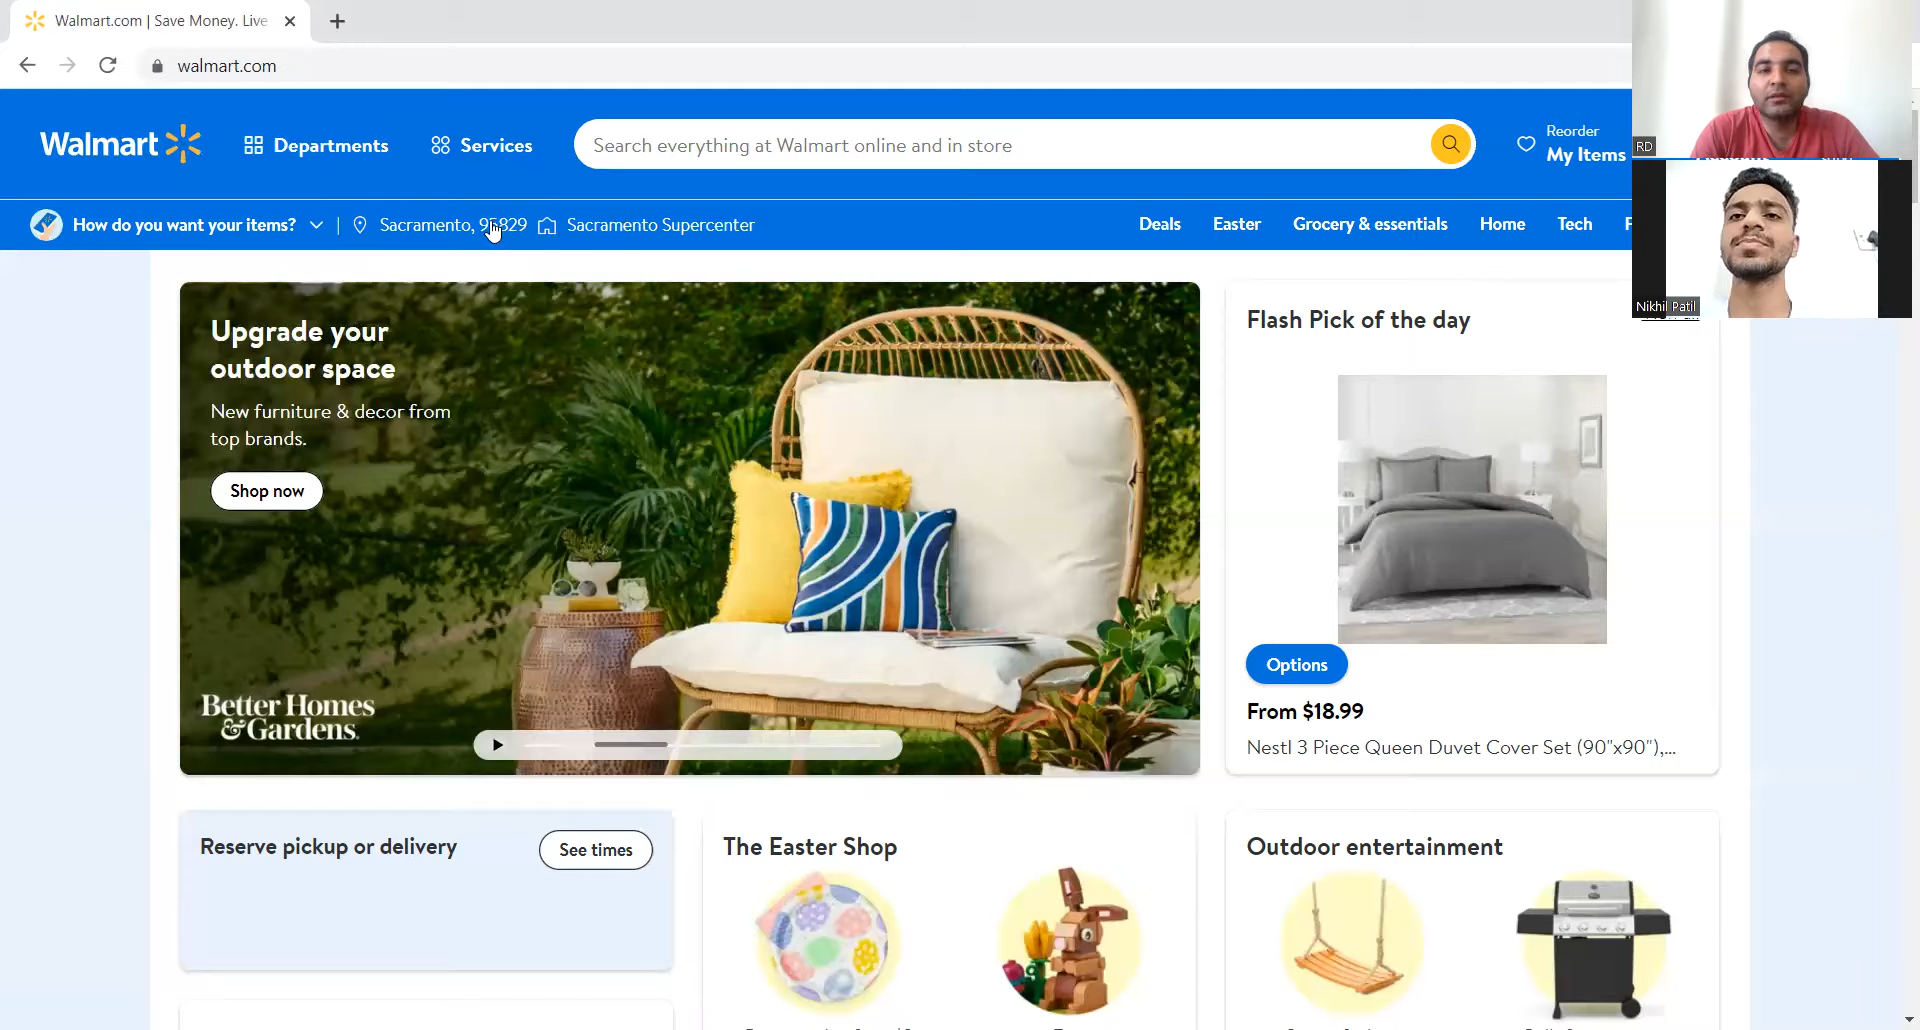 Walmart.com | Save Money. Live
walmart.com
Walmart
Departments
Services
Search everything at Walmart online and in store
Reorder
My Items
RD
How do you want your items?
Sacramento, 95829
Sacramento Supercenter
Deals
Easter
Grocery & essentials
Home
Tech
F
Nikhil Patil
Upgrade your
outdoor space
New furniture & decor from
top brands.
Shop now
Better Homes
& Gardens.
Flash Pick of the day
Options
From $18.99
Nestl 3 Piece Queen Duvet Cover Set (90"x90"),...
Reserve pickup or delivery
See times
The Easter Shop
Outdoor entertainment